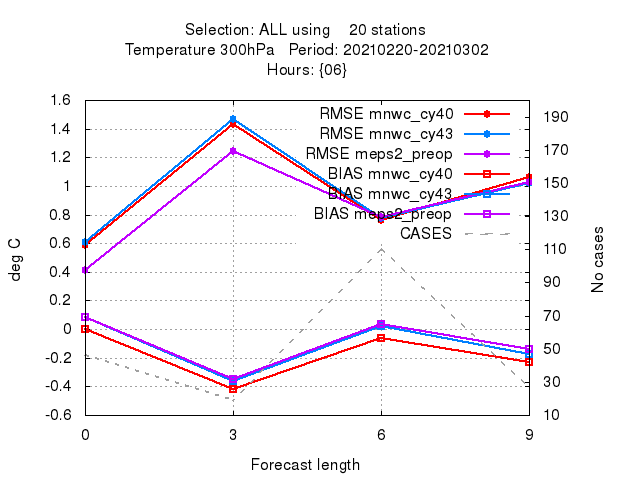 Selection: ALL using 20 stations
Temperature 300hPa Period: 20210220-20210302
Hours: {06}
1.6
1.4
1.2
1
0.8
0.6
0.4
0.2
0
-0.2
-0.4
-0.6
deg C
RMSE mnwc_cy40
RMSE mnwc_cy43
RMSE meps2_preop
BIAS mnwc_cy40
BIAS mnwc_cy43
BIAS meps2_preop
CASES
190
170
150
130
110
90
70
50
30
10
No cases
0 3 6 9
Forecast length